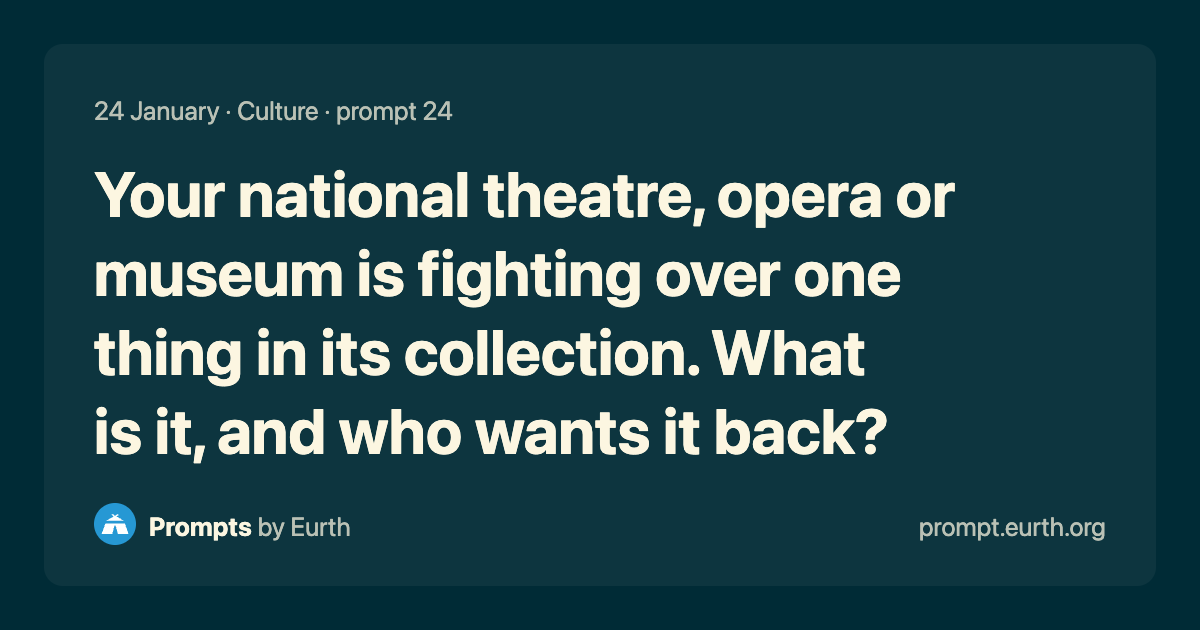 24 January · Culture · prompt 24
Your national theatre, opera or
museum is fighting over one
thing in its collection. What
is it, and who wants it back?
Prompts by Eurth
prompt.eurth.org